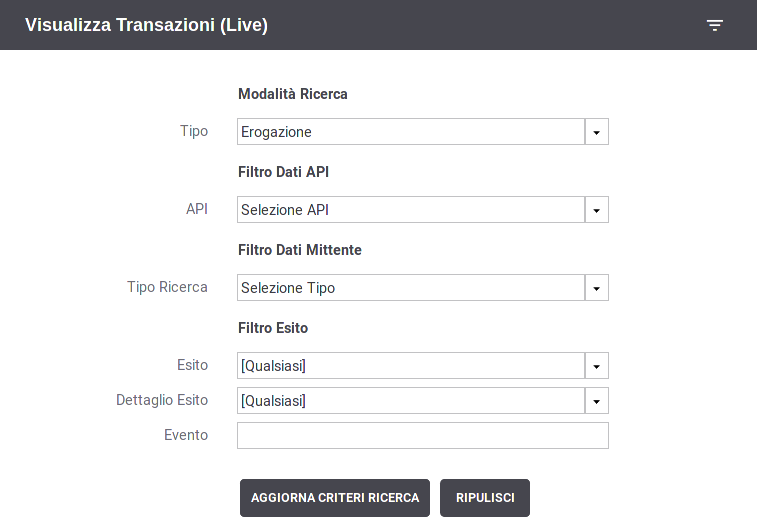 Visualizza Transazioni (Live)
Modalità Ricerca
Tipo Erogazione
Filtro Dati API
API Selezione API
Filtro Dati Mittente
Tipo Ricerca Selezione Tipo
Filtro Esito
Esito [Qualsiasi]
Dettaglio Esito [Qualsiasi]
Evento
AGGIORNA CRITERI RICERCA RIPULISCI